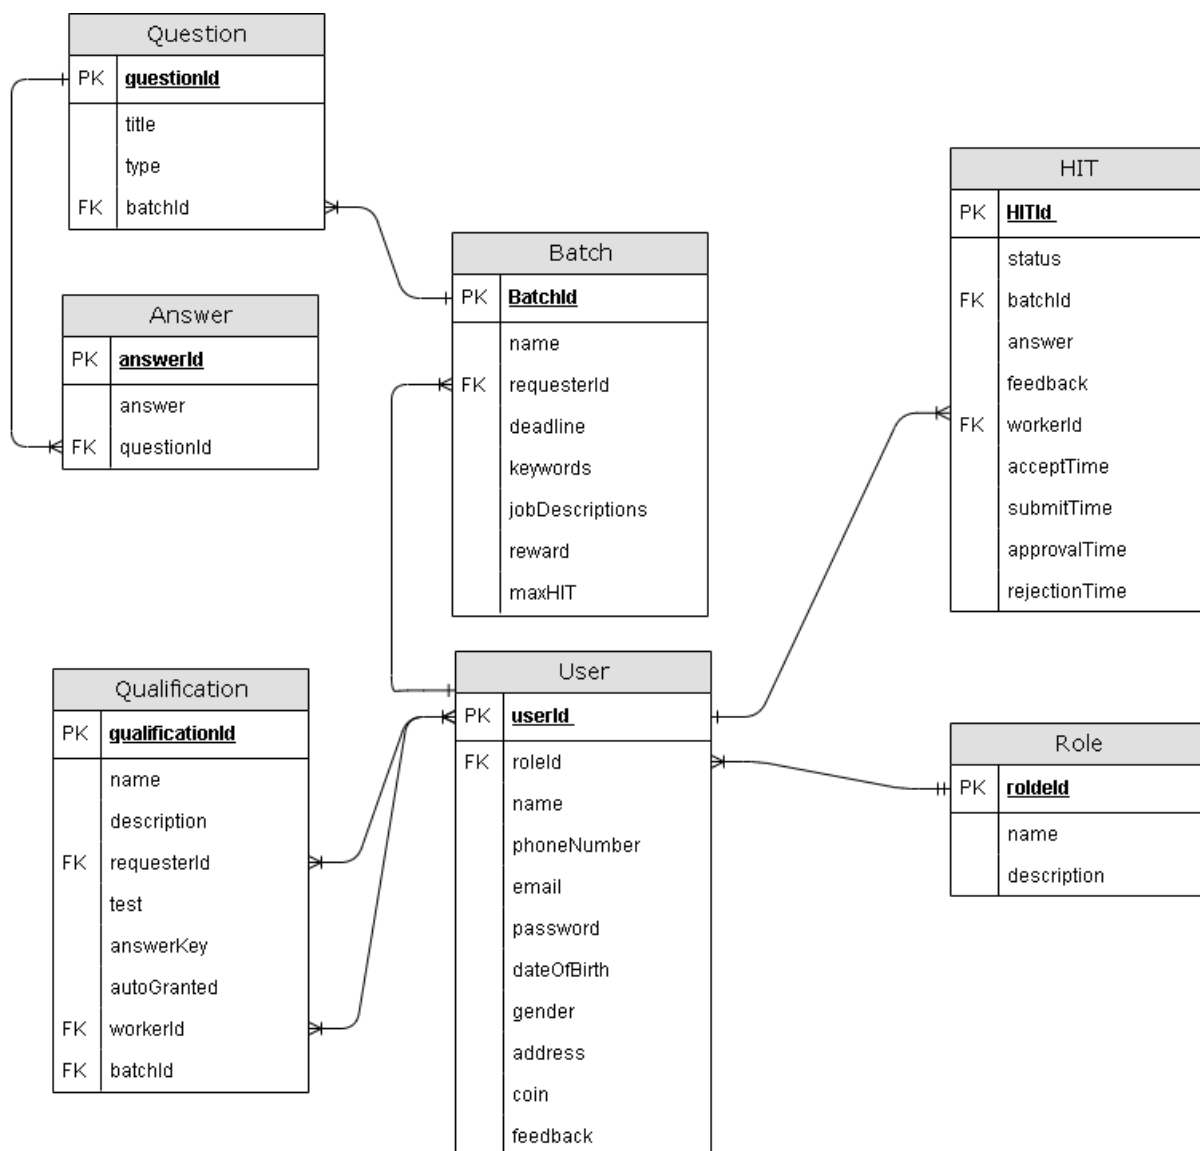 Question
PK questionId
title
type
FK batchId
Answer
PK answerId
answer
FK questionId
Batch
PK BatchId
name
FK requesterId
deadline
keywords
jobDescriptions
reward
maxHIT
HIT
PK HITId
status
FK batchId
answer
feedback
FK workerId
acceptTime
submitTime
approvalTime
rejectionTime
Qualification
PK qualificationId
name
description
FK requesterId
test
answerKey
autoGranted
FK workerId
FK batchId
User
PK userId
FK roleId
name
phoneNumber
email
password
dateOfBirth
gender
address
coin
feedback
Role
PK roldeId
name
description